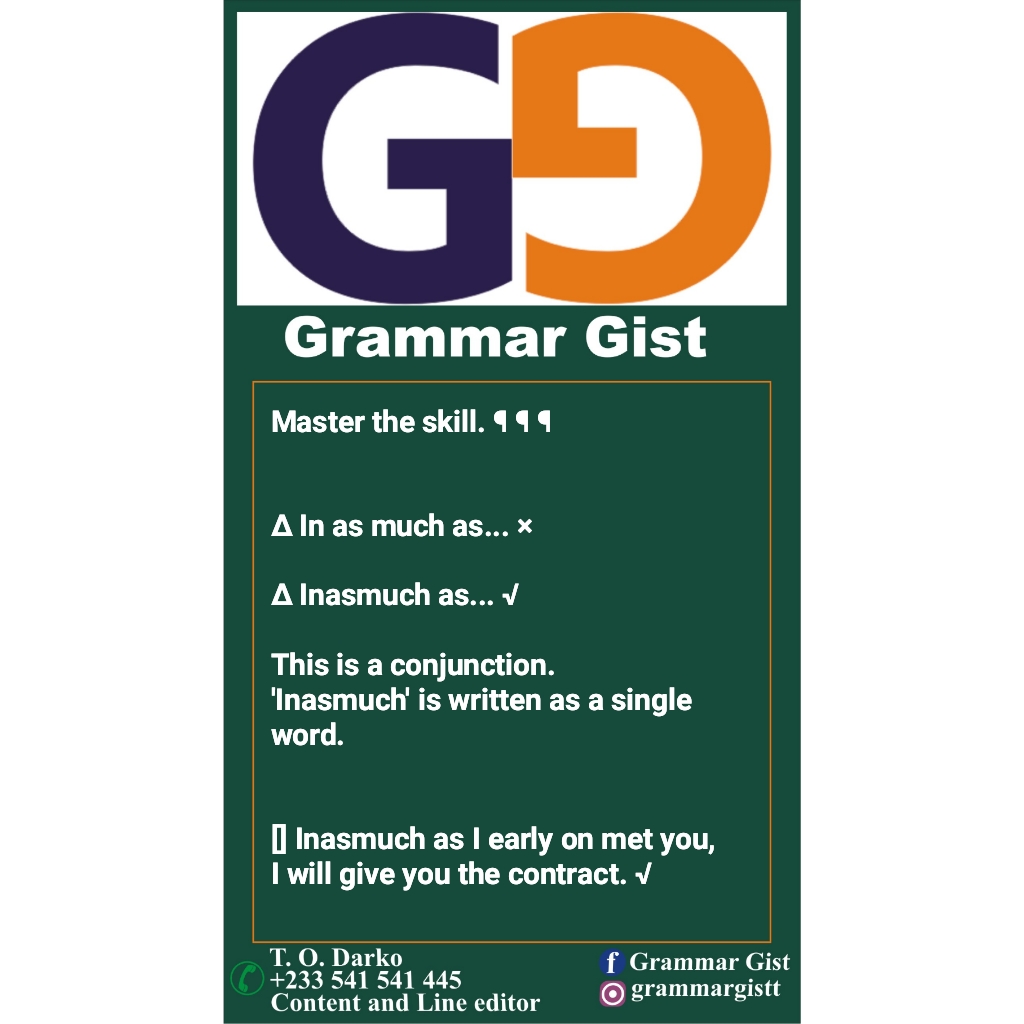 GG
Grammar Gist
Master the skill. ¶ ¶ ¶
Δ In as much as... ×
Δ Inasmuch as... √
This is a conjunction.
'Inasmuch' is written as a single
word.
[] Inasmuch as I early on met you,
I will give you the contract. √
T. O. Darko
+233 541 541 445
Content and Line editor
f Grammar Gist
grammargistt